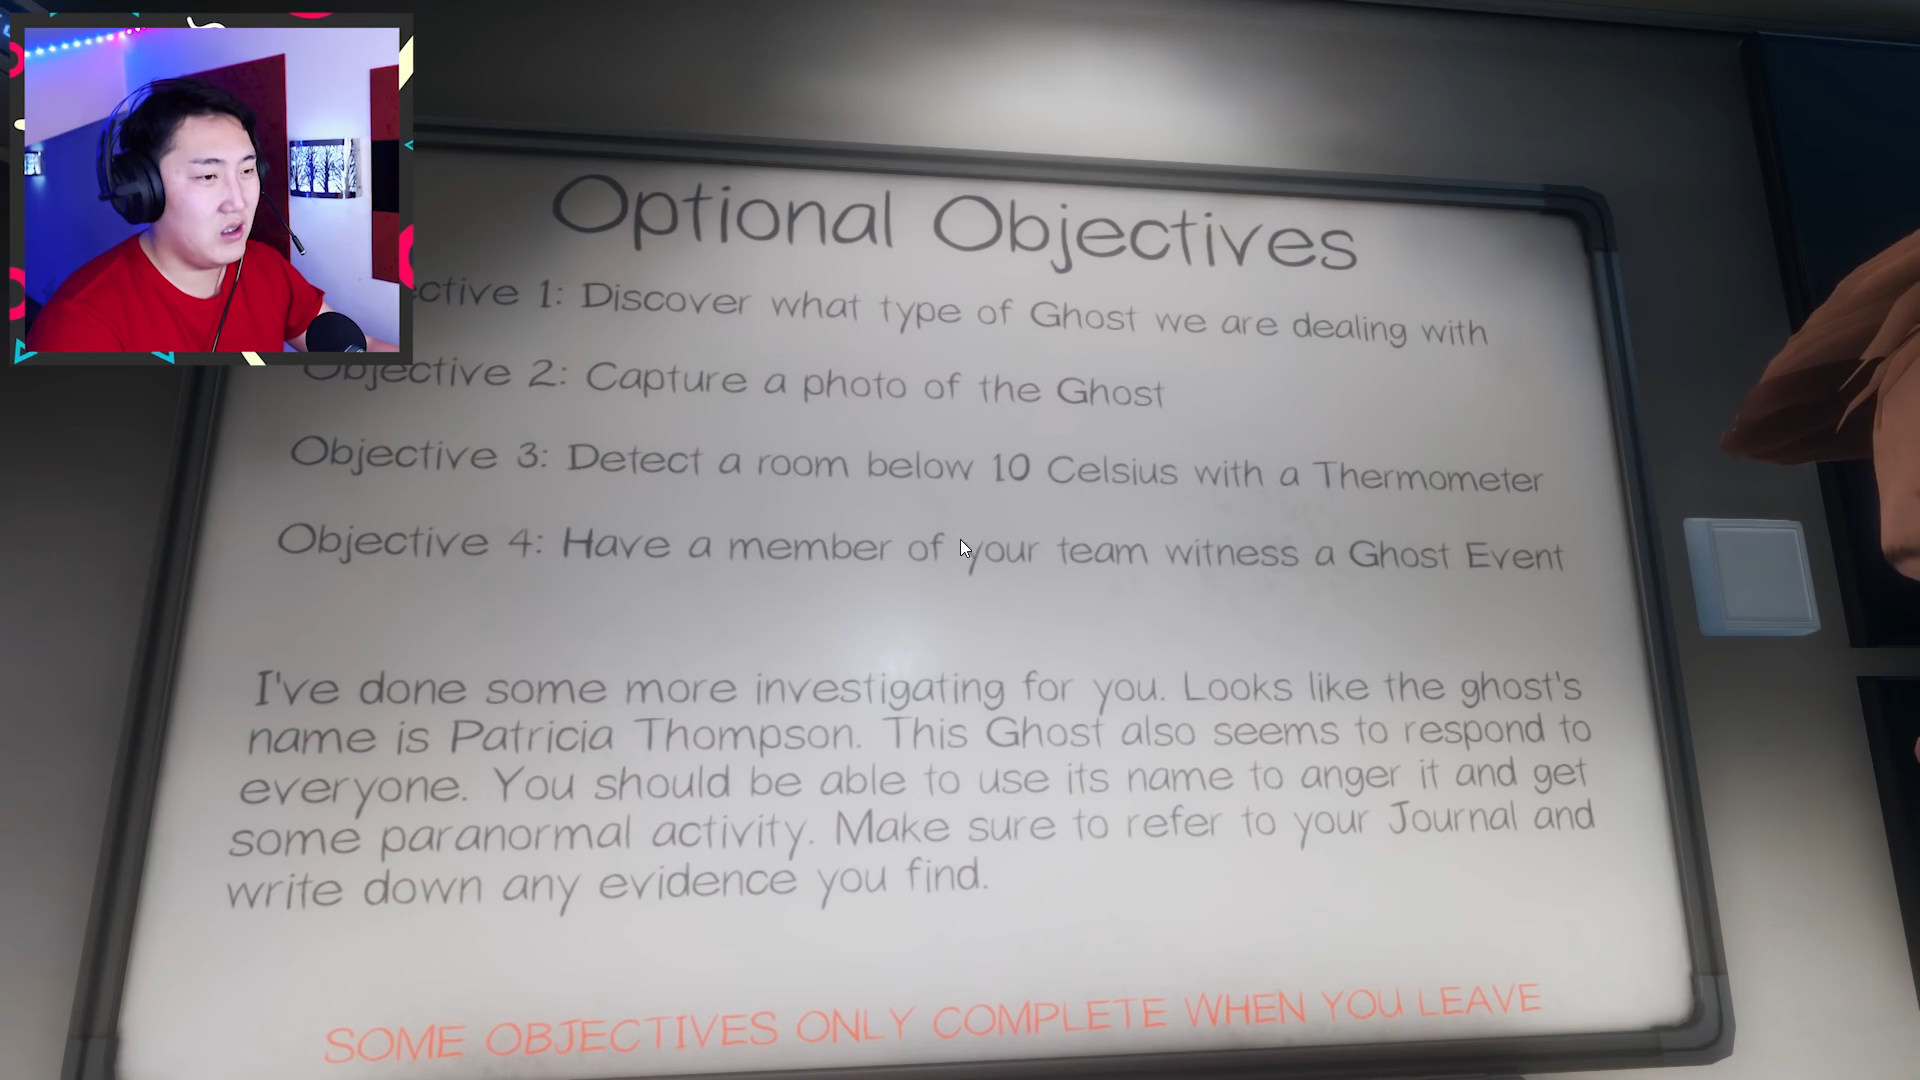 Optional Objectives
ctive 1: Discover what type of Ghost we are dealing with
Objective 2: Capture a photo of the Ghost
Objective 3: Detect a room below 10 Celsius with a Thermometer
Objective 4: Have a member of your team witness a Ghost Event
I've done some more investigating for you. Looks like the ghost's
name is Patricia Thompson. This Ghost also seems to respond to
everyone. You should be able to use its name to anger it and get
some paranormal activity. Make sure to refer to your Journal and
write down any evidence you find.
SOME OBJECTIVES ONLY COMPLETE WHEN YOU LEAVE